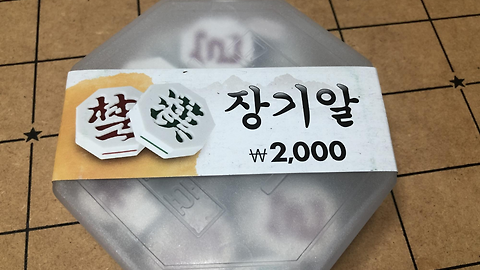 楚 漢
장기알
₩2,000